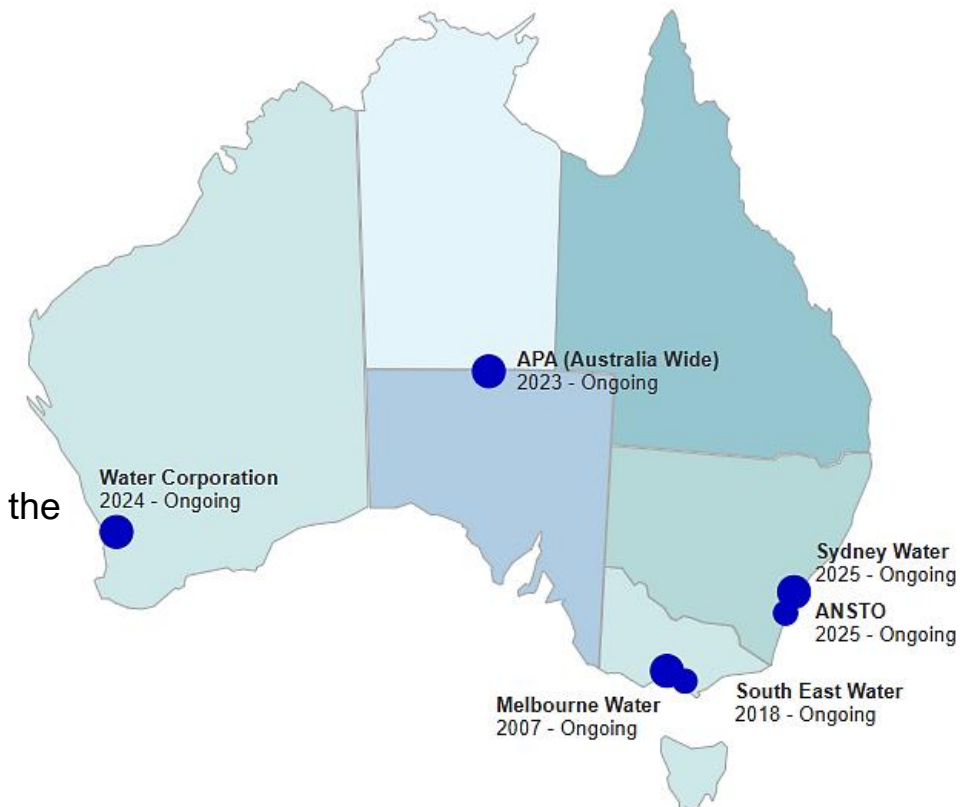 APA (Australia Wide)
2023 - Ongoing
Water Corporation
2024 - Ongoing
the
Sydney Water
2025 - Ongoing
ANSTO
2025 - Ongoing
Melbourne Water
2007 - Ongoing
South East Water
2018 - Ongoing